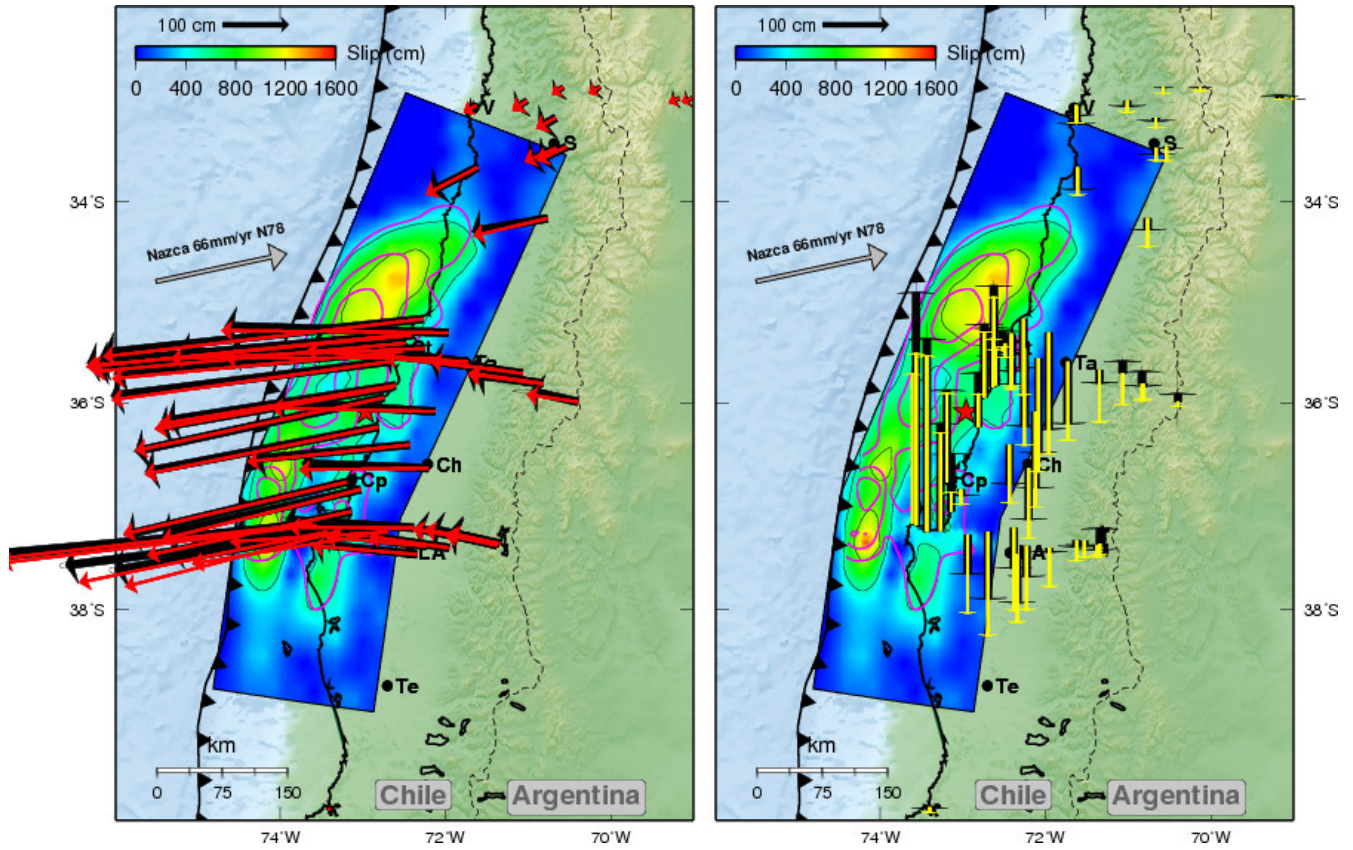 100 cm
Slip (cm)
0 400 800 1200 1600
V
S
34°S
Nazca 66mm/yr N78
Ta
36°S
Ch
Cp
LA
38°S
Te
km
0 75 150
Chile
Argentina
74°W 72°W 70°W
100 cm
Slip (cm)
0 400 800 1200 1600
V
S
34°S
Nazca 66mm/yr N78
Ta
36°S
Ch
Cp
A
38°S
Te
km
0 75 150
Chile
Argentina
74°W 72°W 70°W